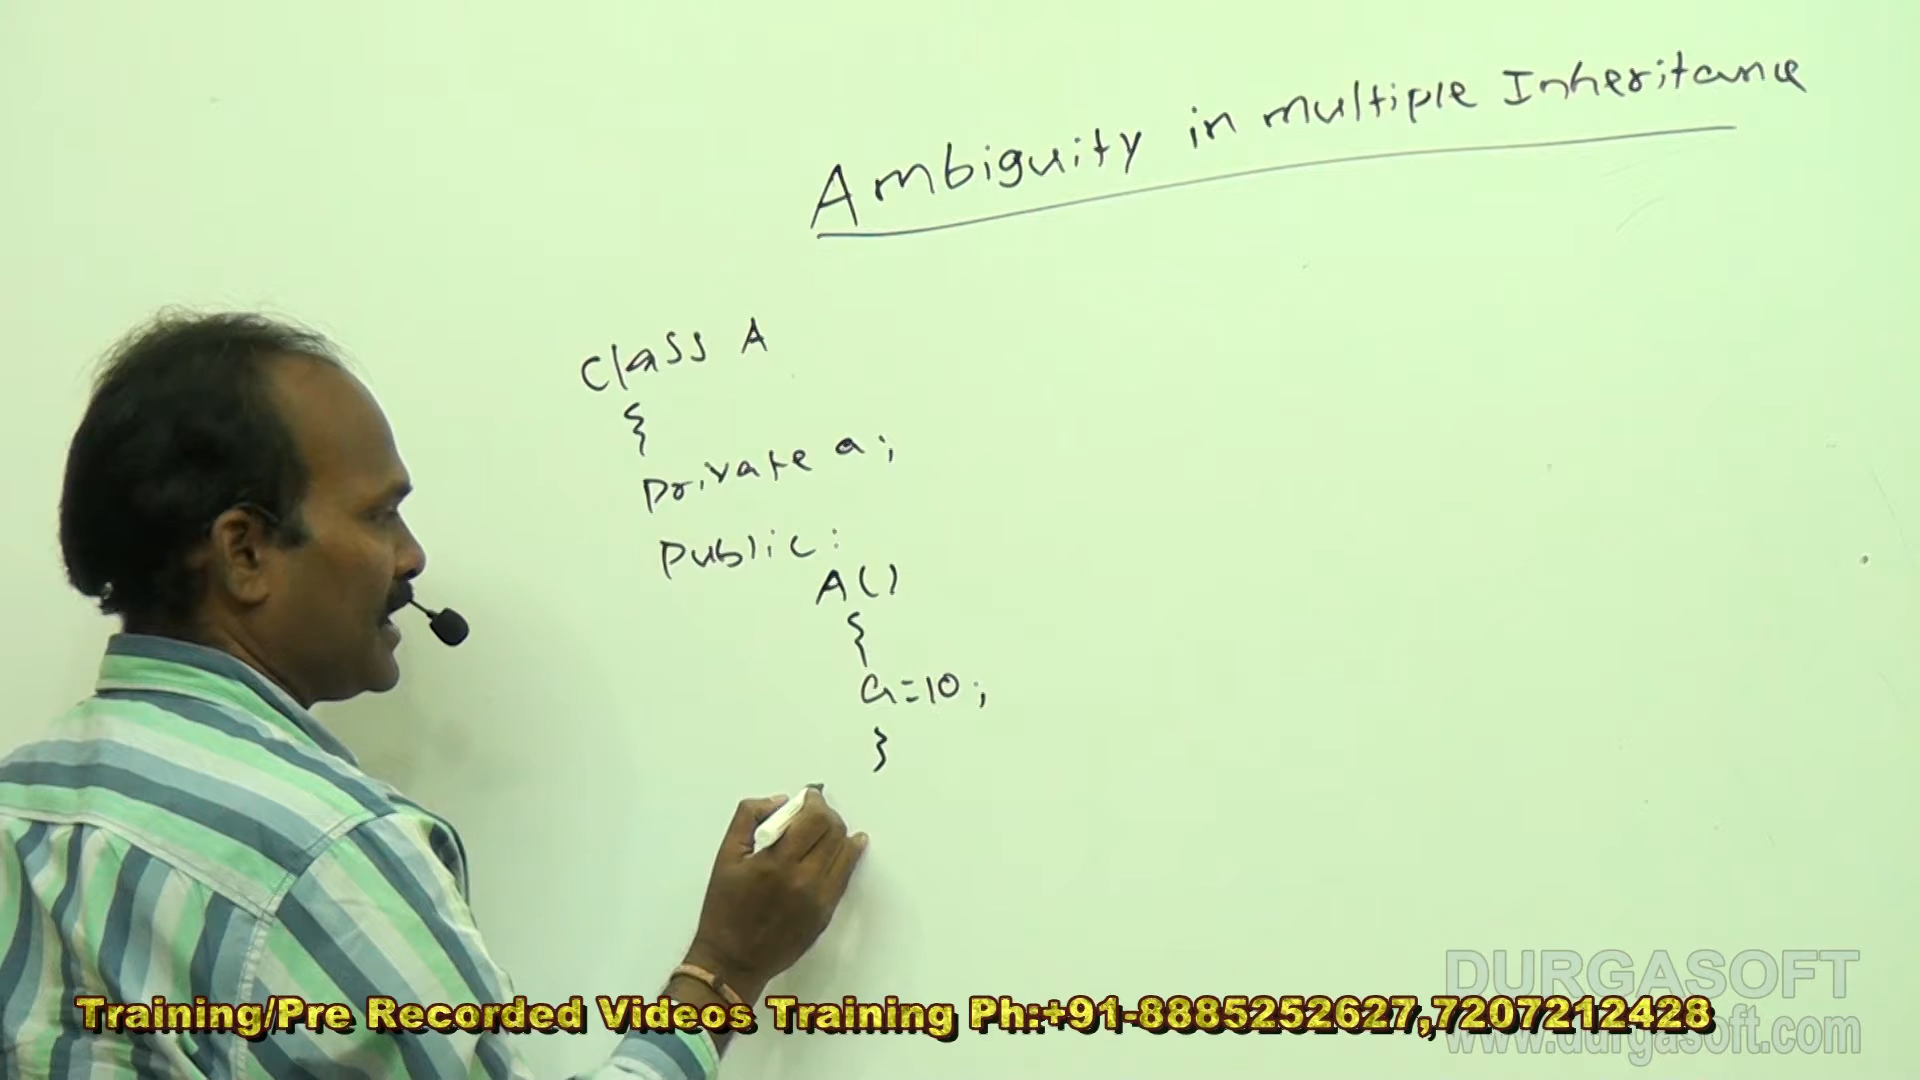 Ambiguity in multiple Inheritance
Class A
{
Private a;
Public:
A()
{
a=10;
}
DURGASOFT
www.durgasoft.com
Training/Pre Recorded Videos Training Ph:+91-8885252627,7207212428